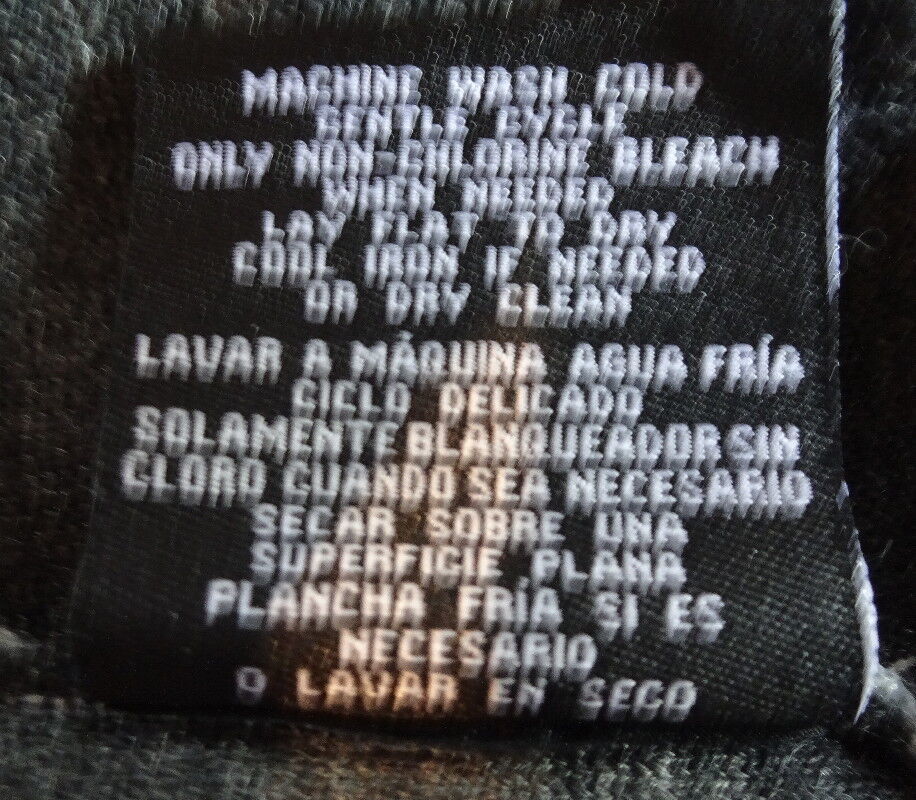 MACHINE WASH COLD
GENTLE CYCLE
ONLY NON-CHLORINE BLEACH
WHEN NEEDED
LAY FLAT TO DRY
COOL IRON IF NEEDED
OR DRY CLEAN
LAVAR A MÁQUINA AGUA FRÍA
CICLO DELICADO
SOLAMENTE BLANQUEADOR SIN
CLORO CUANDO SEA NECESARIO
SECAR SOBRE UNA
SUPERFICIE PLANA
PLANCHA FRÍA SI ES
NECESARIO
O LAVAR EN SECO